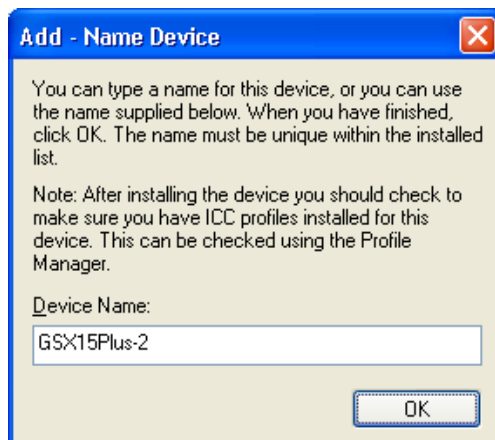 Add - Name Device
You can type a name for this device, or you can use
the name supplied below. When you have finished,
click OK. The name must be unique within the installed
list.
Note: After installing the device you should check to
make sure you have ICC profiles installed for this
device. This can be checked using the Profile
Manager.
Device Name:
GSX15Plus-2
OK